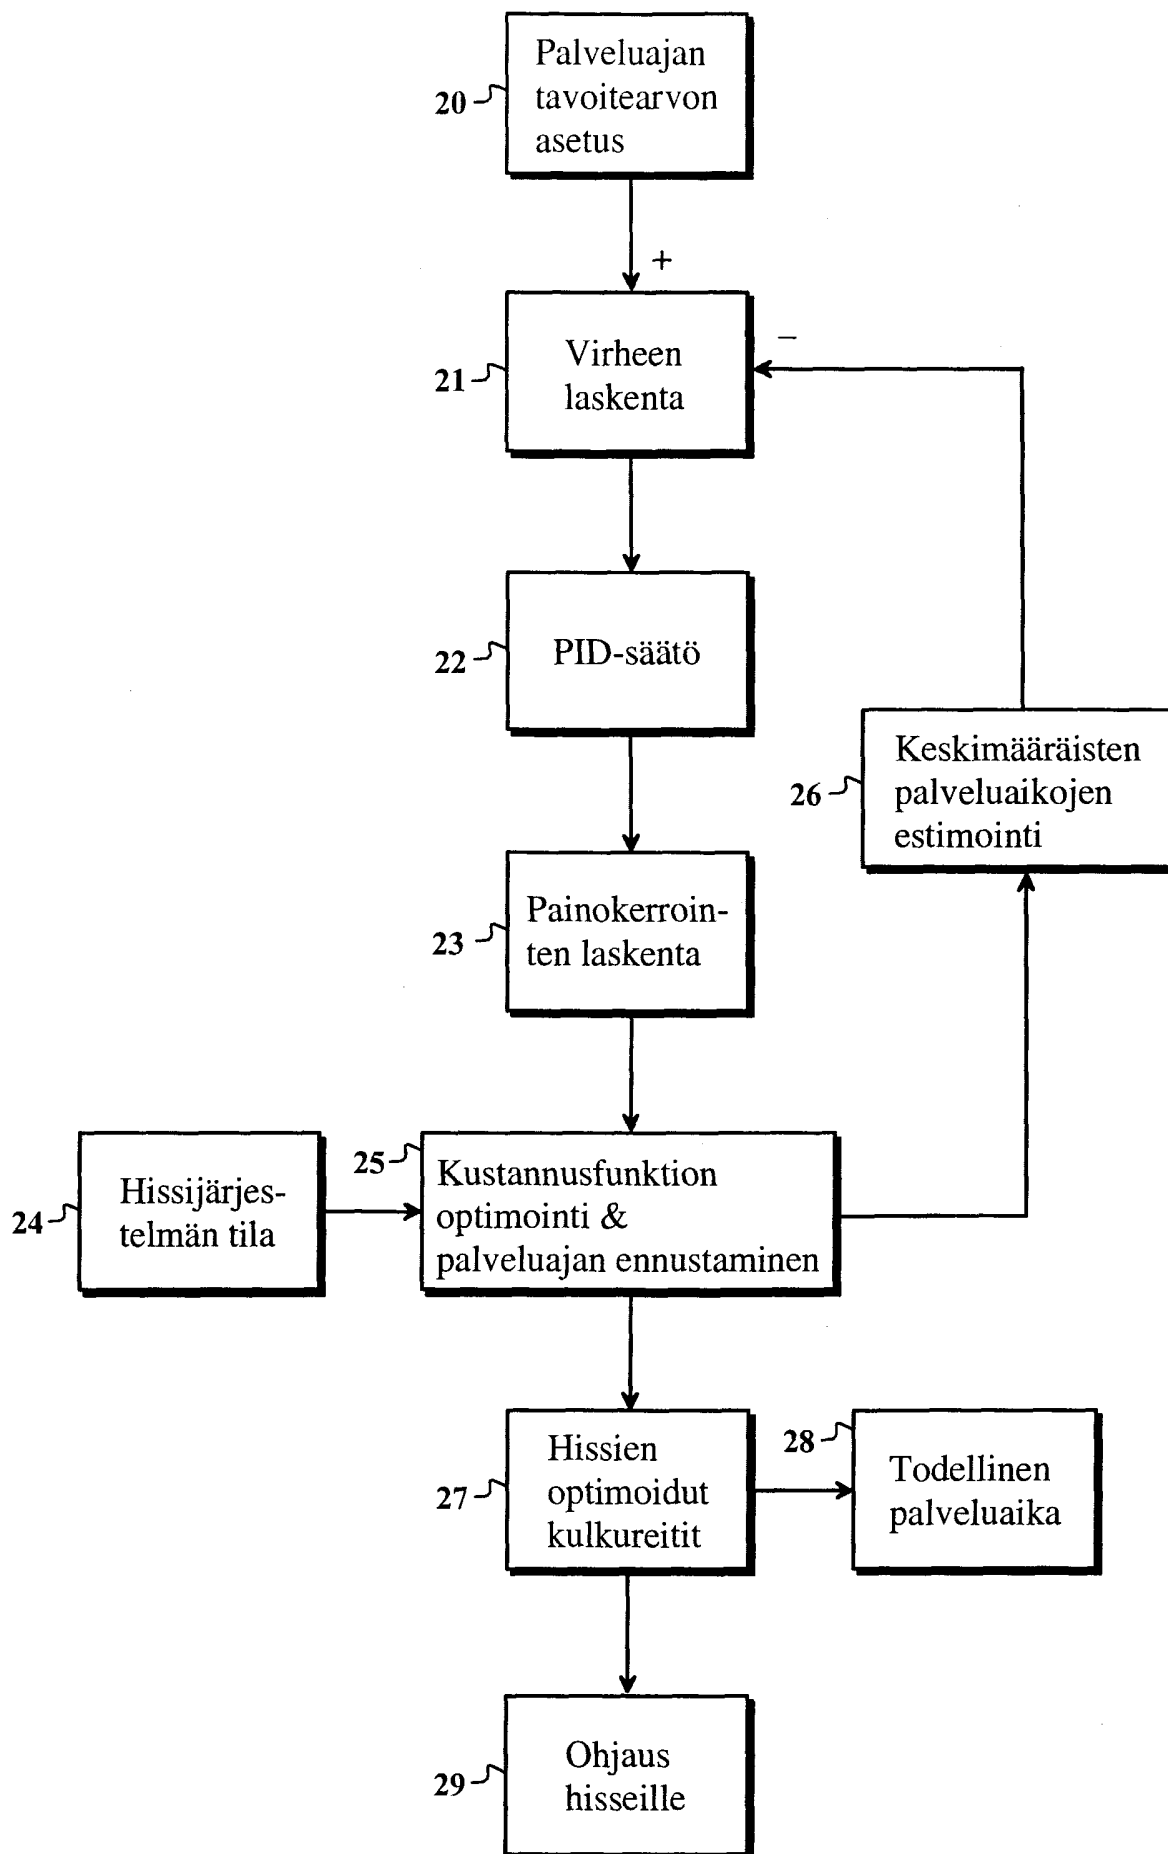 Palveluajan
tavoitearvon
asetus
20
+
Virheen
laskenta
21
–
PID-säätö
22
Keskimääräisten
palveluaikojen
estimointi
26
Painokerroin-
ten laskenta
23
Hissijärjes-
telmän tila
24
25
Kustannusfunktion
optimointi &
palveluajan ennustaminen
Hissien
optimoidut
kulkureitit
27
28
Todellinen
palveluaika
Ohjaus
hisseille
29